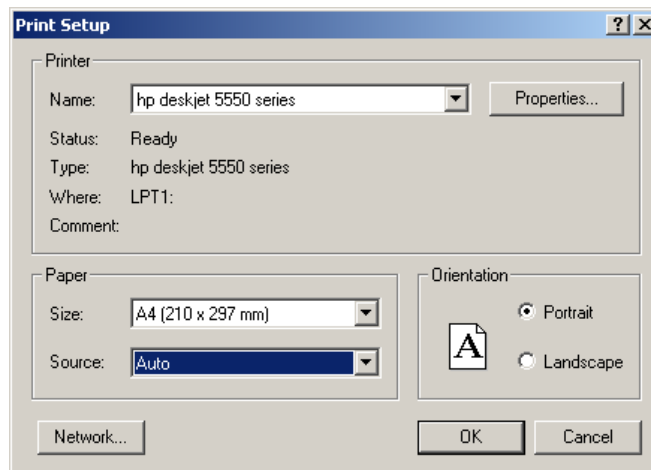 Print Setup
Printer
Name: hp deskjet 5550 series Properties...
Status: Ready
Type: hp deskjet 5550 series
Where: LPT1:
Comment:
Paper
Size: A4 (210 x 297 mm)
Source: Auto
Orientation
A
Portrait
Landscape
Network... OK Cancel